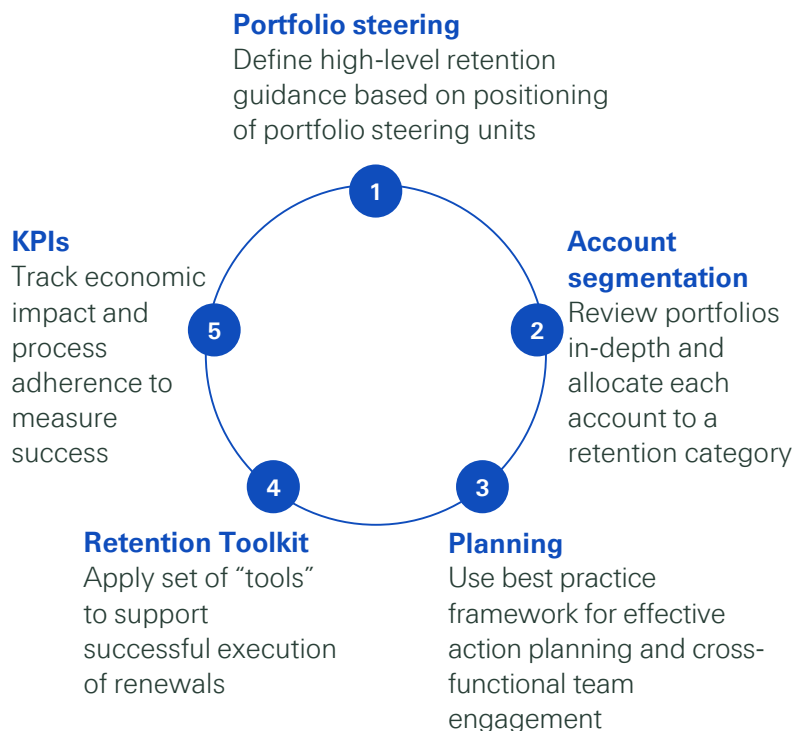 Portfolio steering
Define high-level retention
guidance based on positioning
of portfolio steering units
1
Account
segmentation
Review portfolios
in-depth and
allocate each
account to a
retention category
2
Planning
Use best practice
framework for effective
action planning and cross-
functional team
engagement
3
Retention Toolkit
Apply set of “tools”
to support
successful execution
of renewals
4
KPIs
Track economic
impact and
process
adherence to
measure
success
5